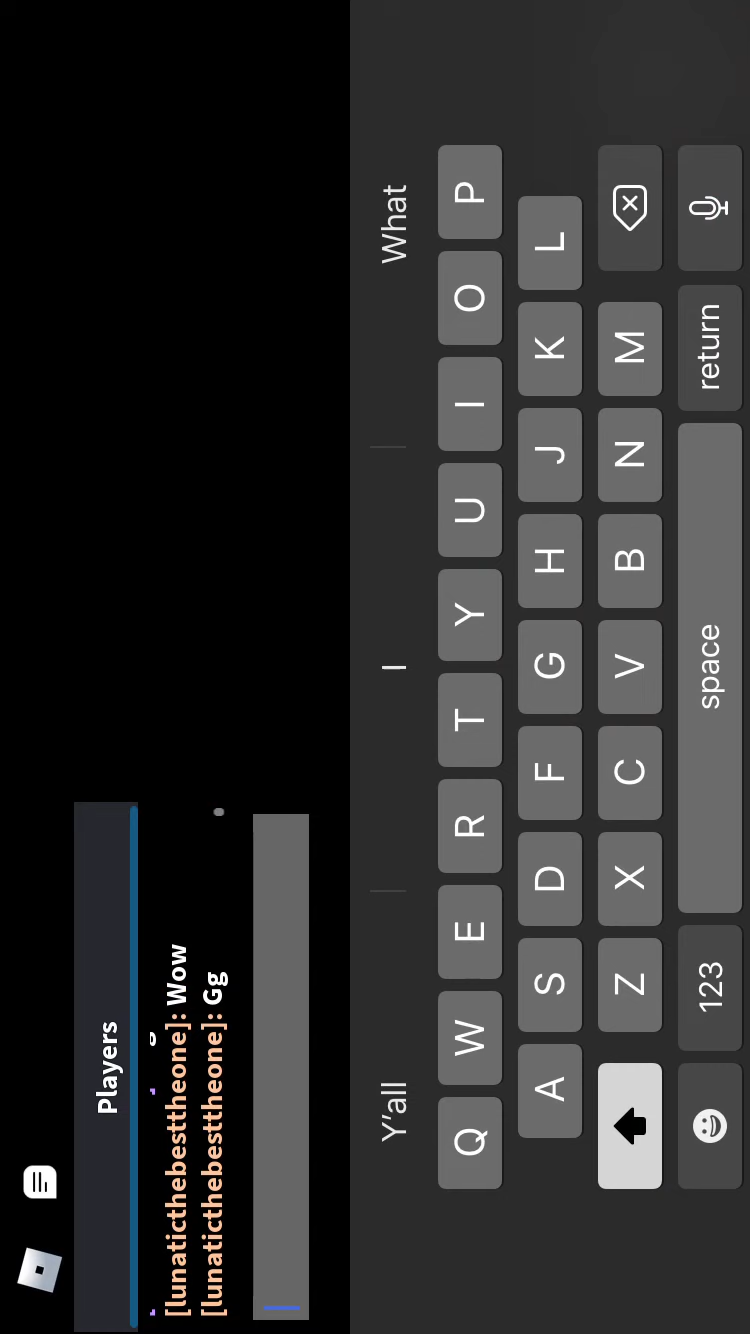 Players
[lunaticthebesttheone]: Wow
[lunaticthebesttheone]: Gg
Y'all I What
Q W E R T Y U I O P
A S D F G H J K L
Z X C V B N M
123 space return